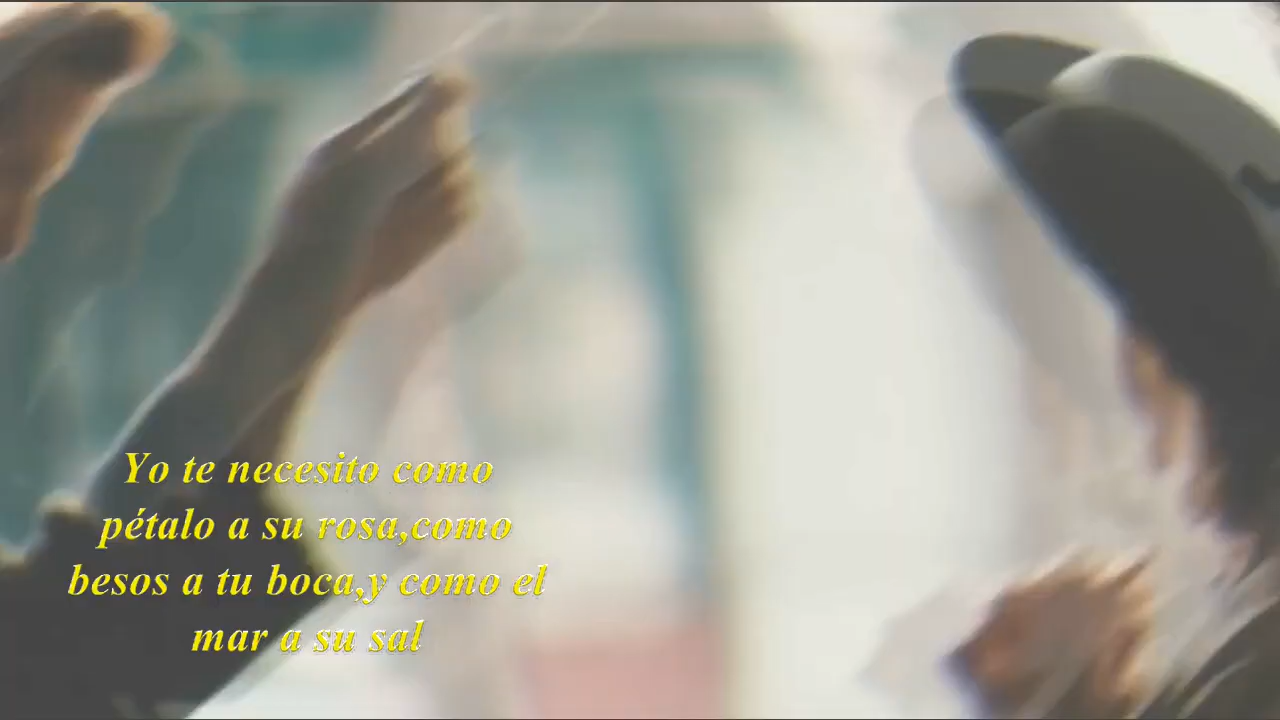 Yo te necesito como
pétalo a su rosa,como
besos a tu boca,y como el
mar a su sal